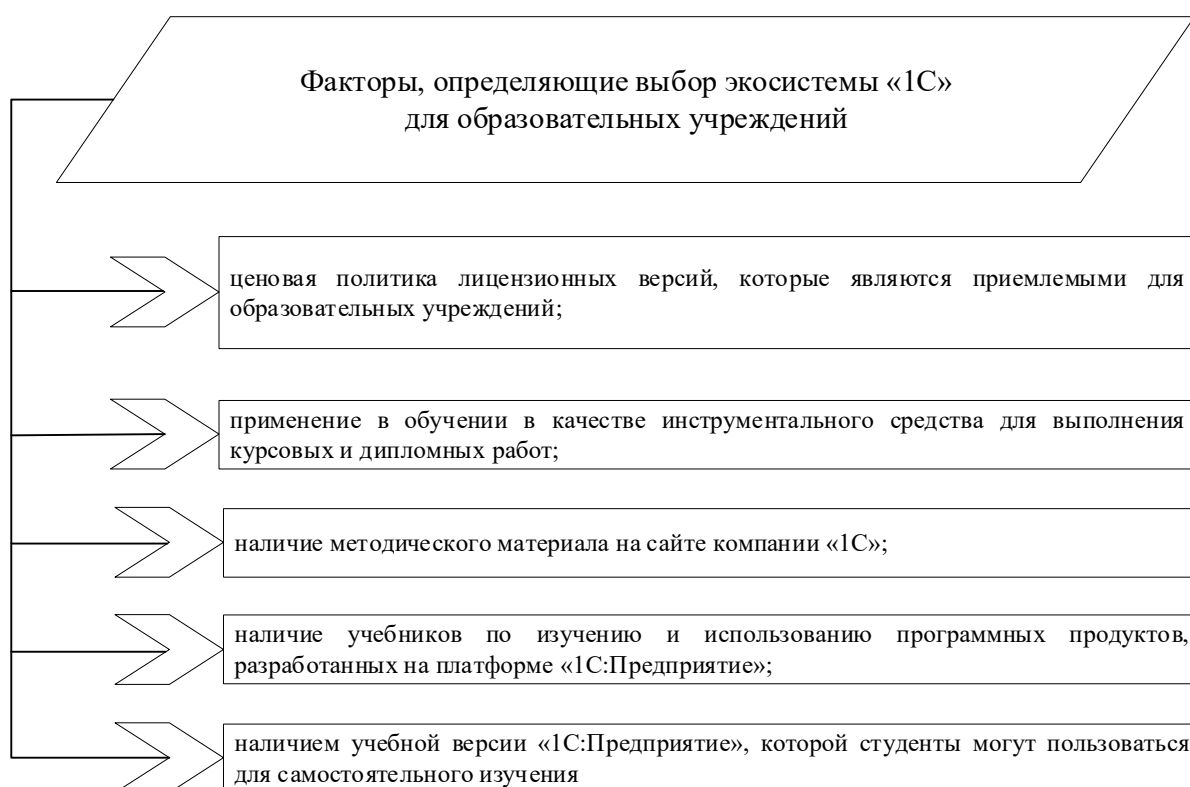 Факторы, определяющие выбор экосистемы «1С»
для образовательных учреждений
ценовая политика лицензионных версий, которые являются приемлемыми для
образовательных учреждений;
применение в обучении в качестве инструментального средства для выполнения
курсовых и дипломных работ;
наличие методического материала на сайте компании «1С»;
наличие учебников по изучению и использованию программных продуктов,
разработанных на платформе «1С:Предприятие»;
наличием учебной версии «1С:Предприятие», которой студенты могут пользоваться
для самостоятельного изучения